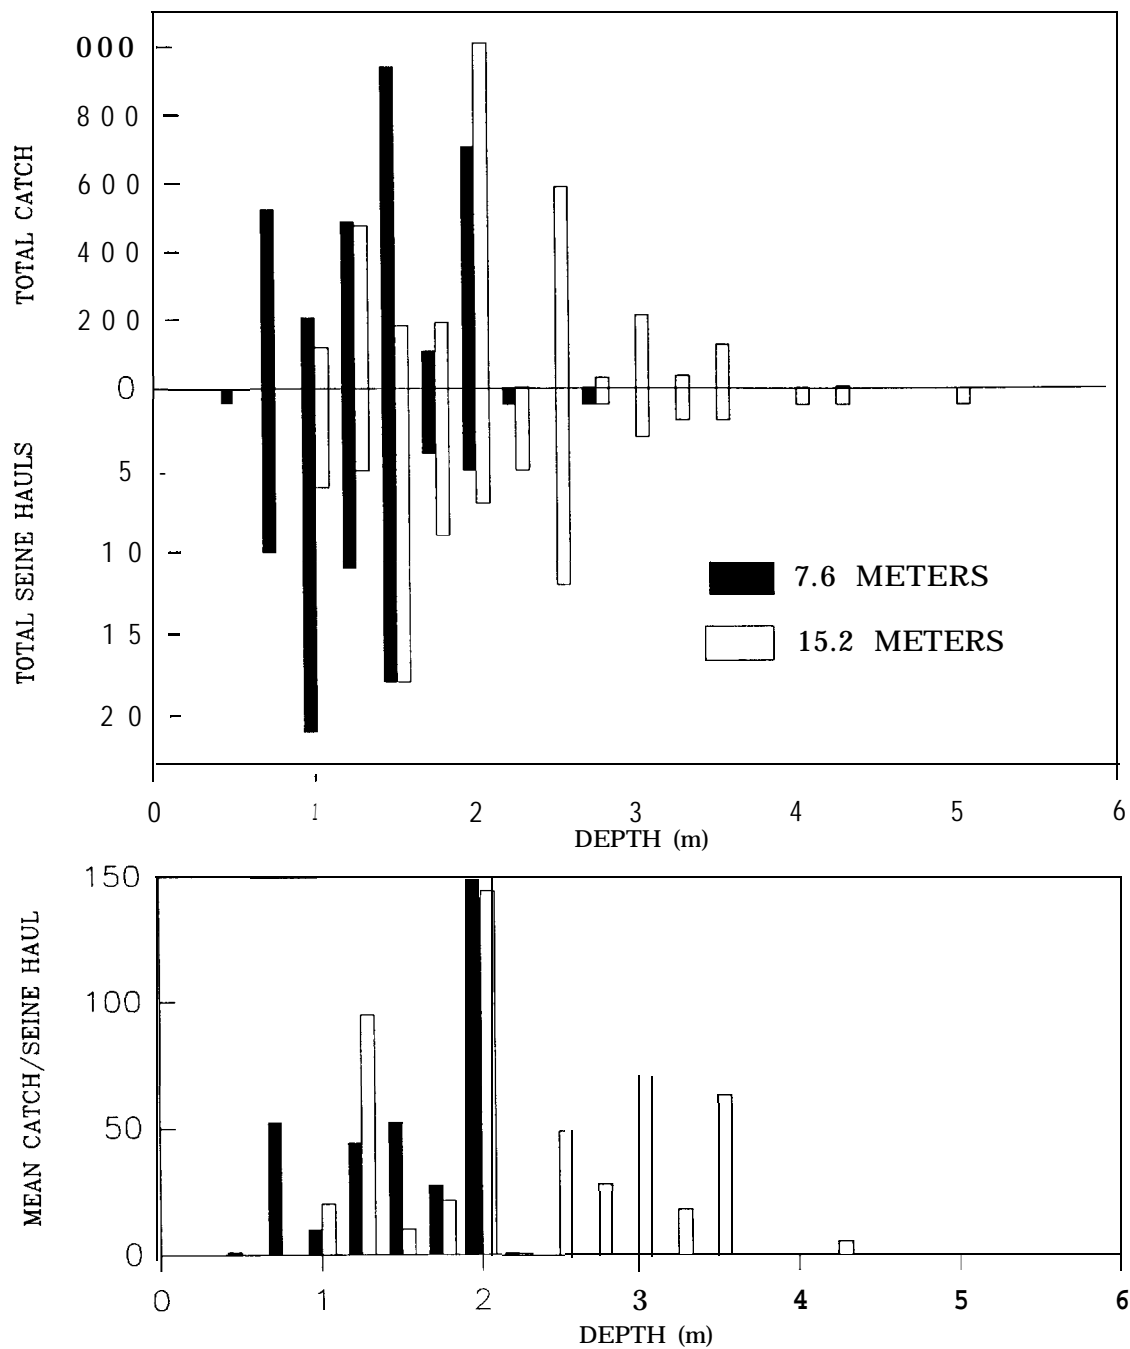 TOTAL CATCH
000
800
600
400
200
0
TOTAL SEINE HAULS
5
10
15
20
7.6 METERS
15.2 METERS
0 1 2 3 4 5 6
DEPTH (m)
MEAN CATCH/SEINE HAUL
150
100
50
0
0 1 2 3 4 5 6
DEPTH (m)